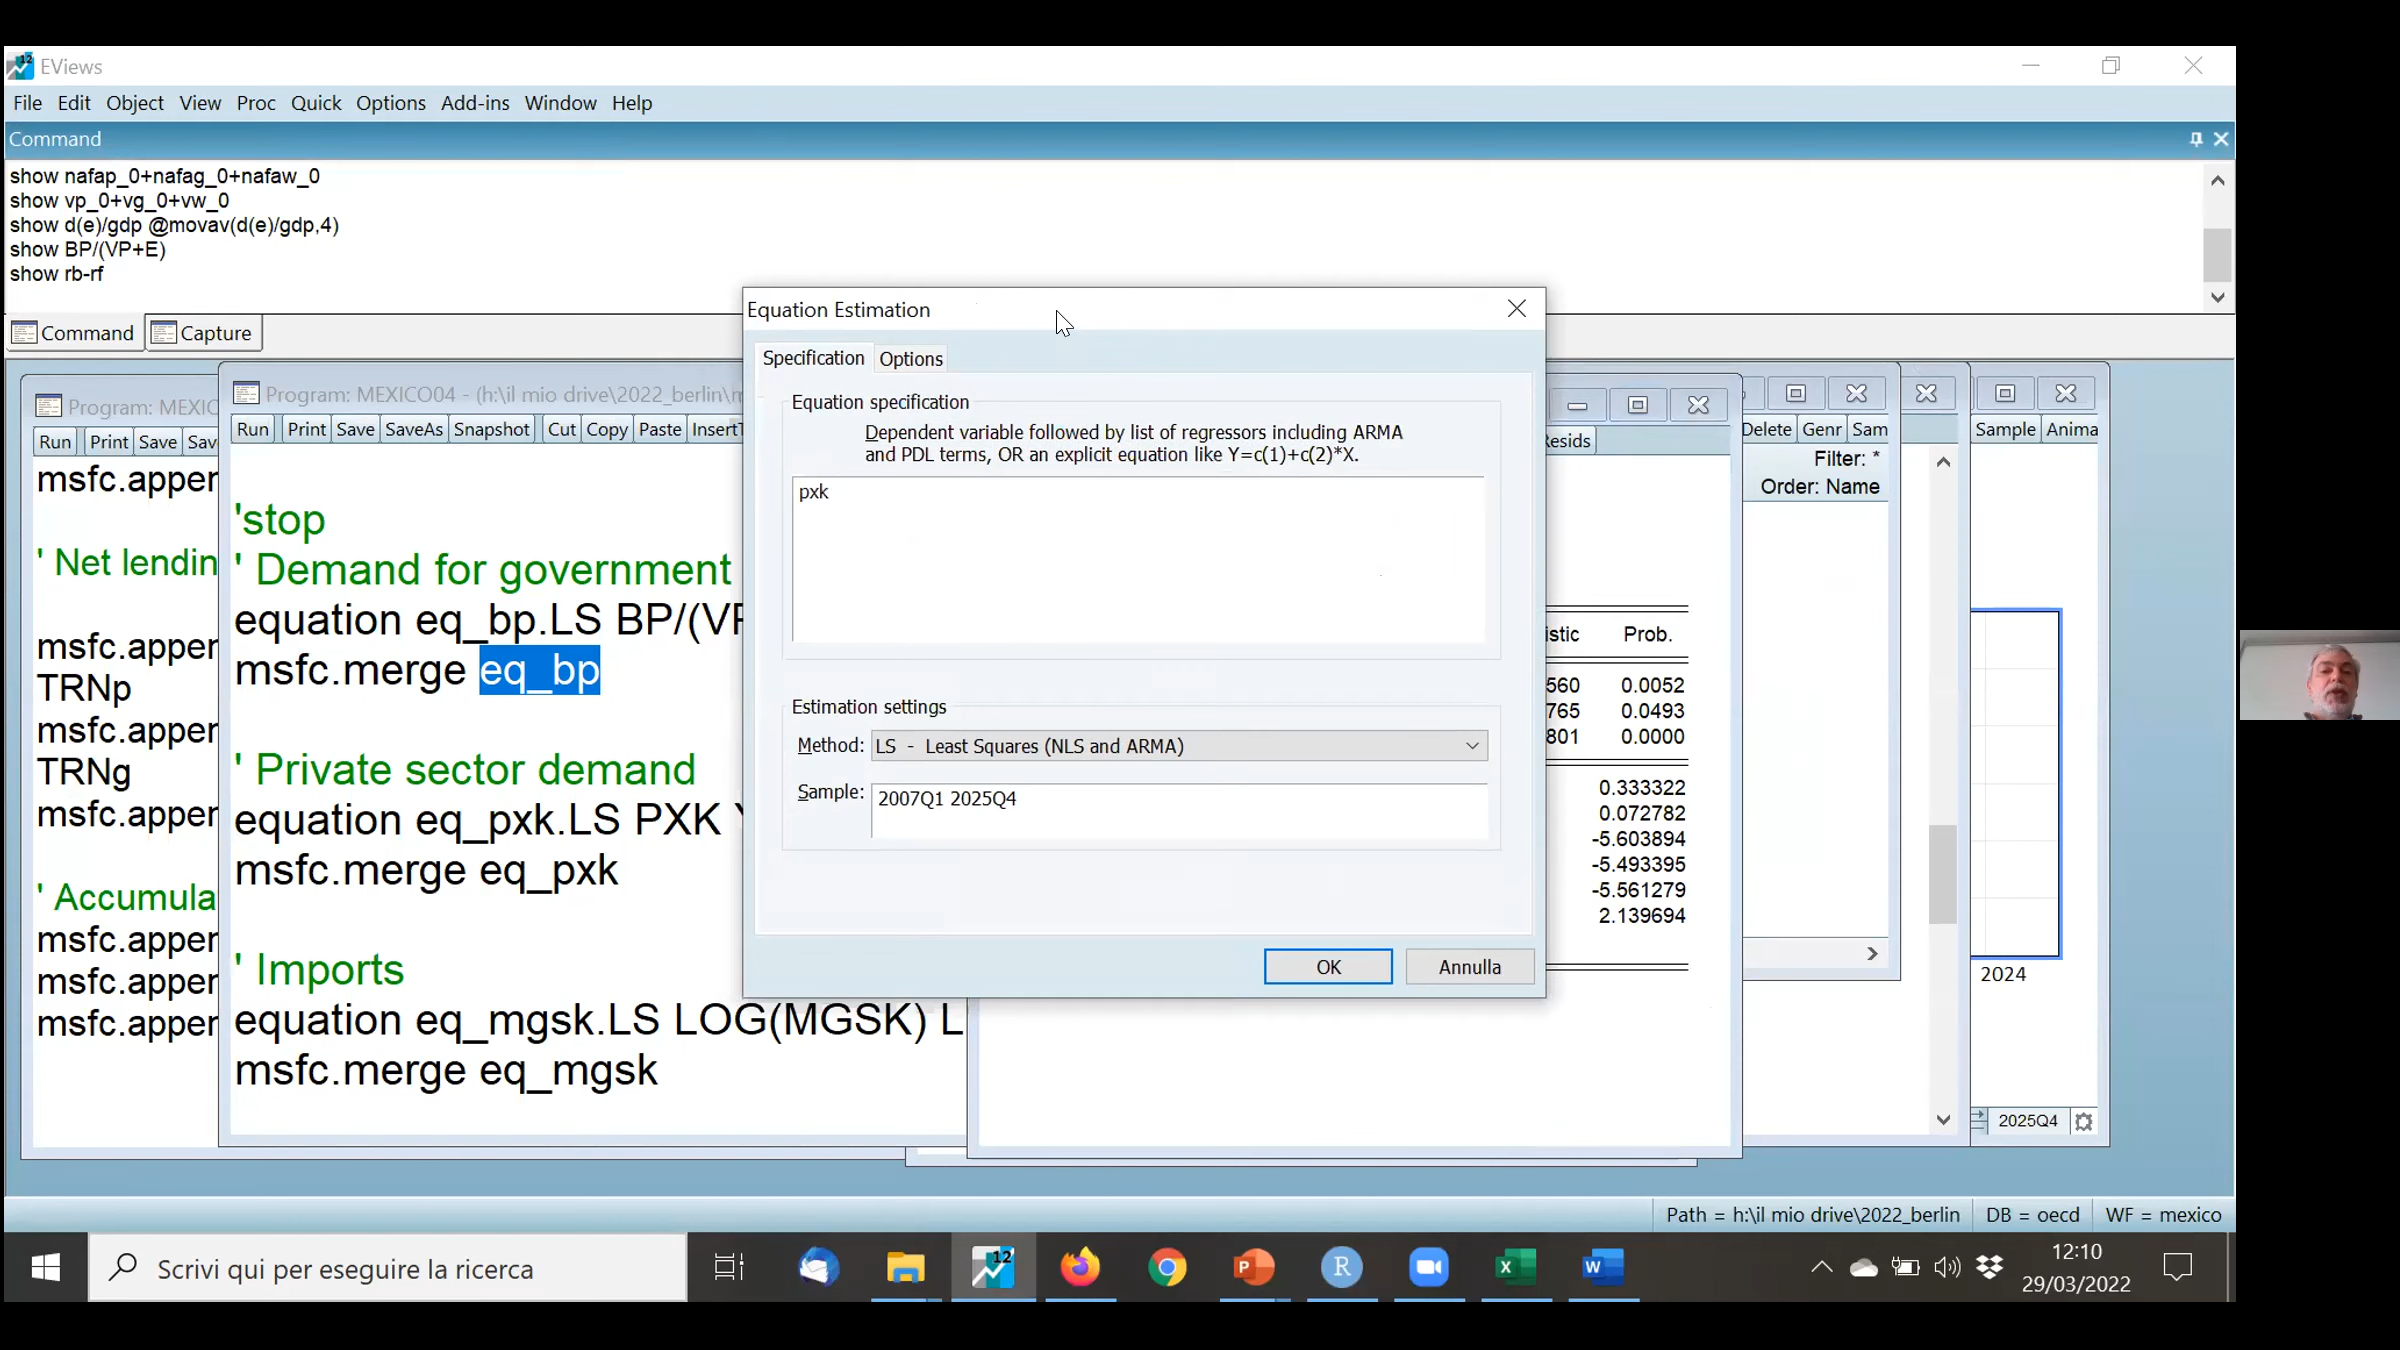 EViews
File Edit Object View Proc Quick Options Add-ins Window Help
Command
show nafap_0+nafag_0+nafaw_0
show vp_0+vg_0+vw_0
show d(e)/gdp @movav(d(e)/gdp,4)
show BP/(VP+E)
show rb-rf
Command Capture
Program: MEXIC
Run Print Save Sav
msfc.apper
' Net lendin
msfc.apper
TRNp
msfc.apper
TRNg
msfc.apper
' Accumula
msfc.apper
msfc.apper
msfc.apper
Program: MEXICO04 - (h:\il mio drive\2022_berlin\m
Run Print Save SaveAs Snapshot Cut Copy Paste InsertT
'stop
' Demand for government
equation eq_bp.LS BP/(VP
msfc.merge eq_bp
' Private sector demand
equation eq_pxk.LS PXK Y
msfc.merge eq_pxk
' Imports
equation eq_mgsk.LS LOG(MGSK) L
msfc.merge eq_mgsk
Equation Estimation
Specification Options
Equation specification
Dependent variable followed by list of regressors including ARMA
and PDL terms, OR an explicit equation like Y=c(1)+c(2)*X.
pxk
Estimation settings
Method: LS - Least Squares (NLS and ARMA)
Sample: 2007Q1 2025Q4
OK Annulla
Resids
istic Prob.
560 0.0052
765 0.0493
801 0.0000
0.333322
0.072782
-5.603894
-5.493395
-5.561279
2.139694
Delete Genr Sam
Filter: *
Order: Name
Sample Anima
2024
2025Q4
Path = h:\il mio drive\2022_berlin DB = oecd WF = mexico
Scrivi qui per eseguire la ricerca
12:10
29/03/2022